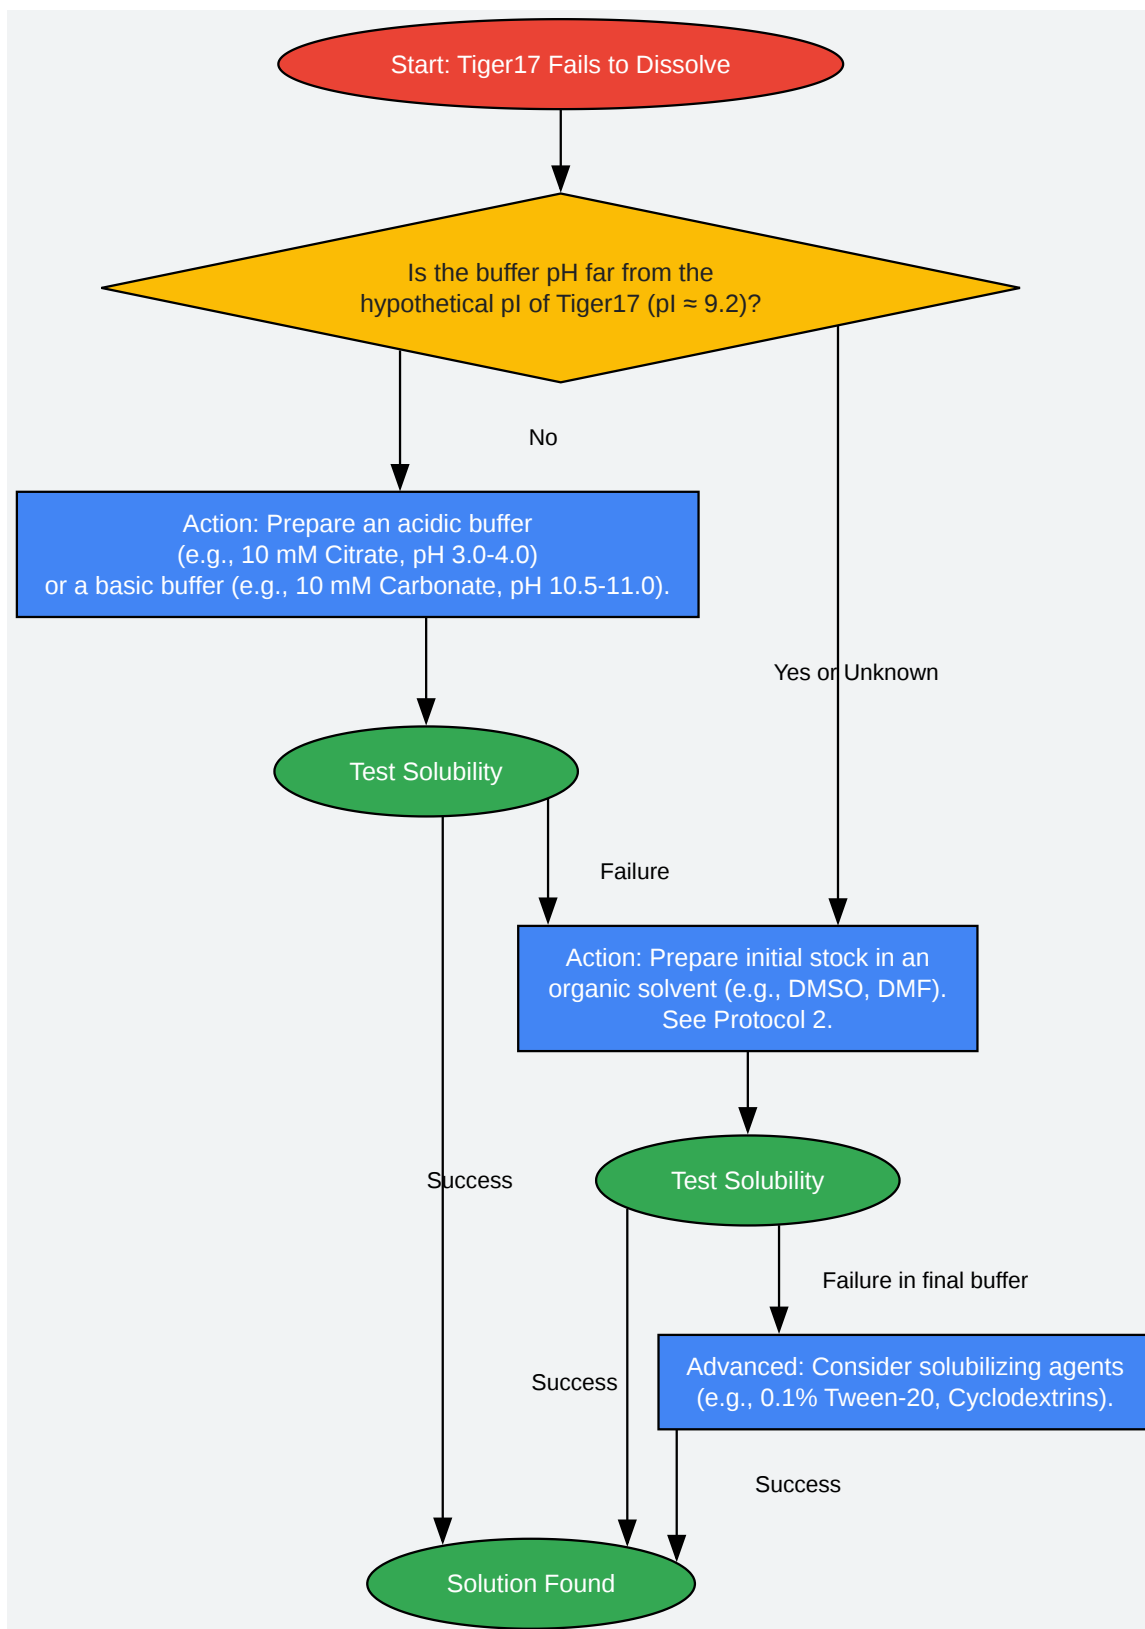 Start: Tiger17 Fails to Dissolve
Is the buffer pH far from the
hypothetical pI of Tiger17 (pI ≈ 9.2)?
No
Action: Prepare an acidic buffer
(e.g., 10 mM Citrate, pH 3.0-4.0)
or a basic buffer (e.g., 10 mM Carbonate, pH 10.5-11.0).
Yes or Unknown
Test Solubility
Failure
Action: Prepare initial stock in an
organic solvent (e.g., DMSO, DMF).
See Protocol 2.
Success
Test Solubility
Failure in final buffer
Advanced: Consider solubilizing agents
(e.g., 0.1% Tween-20, Cyclodextrins).
Success
Success
Solution Found